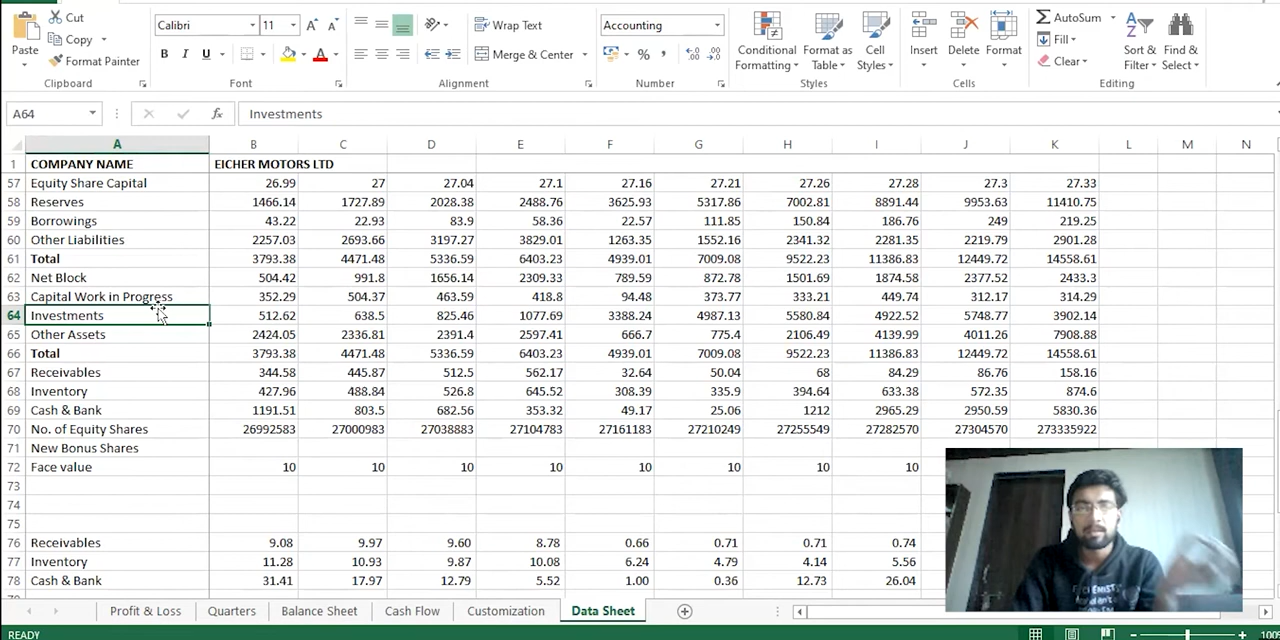 Cut
Copy
Format Painter
Paste
Clipboard
Calibri 11
B I U
Font
Wrap Text
Merge & Center
Alignment
Accounting
%
Number
Conditional Formatting
Format as Table
Cell Styles
Styles
Insert Delete Format
Cells
AutoSum
Fill
Clear
Sort & Filter
Find & Select
Editing
A64 fx Investments
A B C D E F G H I J K L M N
1 COMPANY NAME EICHER MOTORS LTD
57 Equity Share Capital 26.99 27 27.04 27.1 27.16 27.21 27.26 27.28 27.3 27.33
58 Reserves 1466.14 1727.89 2028.38 2488.76 3625.93 5317.86 7002.81 8891.44 9953.63 11410.75
59 Borrowings 43.22 22.93 83.9 58.36 22.57 111.85 150.84 186.76 249 219.25
60 Other Liabilities 2257.03 2693.66 3197.27 3829.01 1263.35 1552.16 2341.32 2281.35 2219.79 2901.28
61 Total 3793.38 4471.48 5336.59 6403.23 4939.01 7009.08 9522.23 11386.83 12449.72 14558.61
62 Net Block 504.42 991.8 1656.14 2309.33 789.59 872.78 1501.69 1874.58 2377.52 2433.3
63 Capital Work in Progress 352.29 504.37 463.59 418.8 94.48 373.77 333.21 449.74 312.17 314.29
64 Investments 512.62 638.5 825.46 1077.69 3388.24 4987.13 5580.84 4922.52 5748.77 3902.14
65 Other Assets 2424.05 2336.81 2391.4 2597.41 666.7 775.4 2106.49 4139.99 4011.26 7908.88
66 Total 3793.38 4471.48 5336.59 6403.23 4939.01 7009.08 9522.23 11386.83 12449.72 14558.61
67 Receivables 344.58 445.87 512.5 562.17 32.64 50.04 68 84.29 86.76 158.16
68 Inventory 427.96 488.84 526.8 645.52 308.39 335.9 394.64 633.38 572.35 874.6
69 Cash & Bank 1191.51 803.5 682.56 353.32 49.17 25.06 1212 2965.29 2950.59 5830.36
70 No. of Equity Shares 26992583 27000983 27038883 27104783 27161183 27210249 27255549 27282570 27304570 273335922
71 New Bonus Shares
72 Face value 10 10 10 10 10 10 10 10
73
74
75
76 Receivables 9.08 9.97 9.60 8.78 0.66 0.71 0.71 0.74
77 Inventory 11.28 10.93 9.87 10.08 6.24 4.79 4.14 5.56
78 Cash & Bank 31.41 17.97 12.79 5.52 1.00 0.36 12.73 26.04
Profit & Loss Quarters Balance Sheet Cash Flow Customization Data Sheet
READY